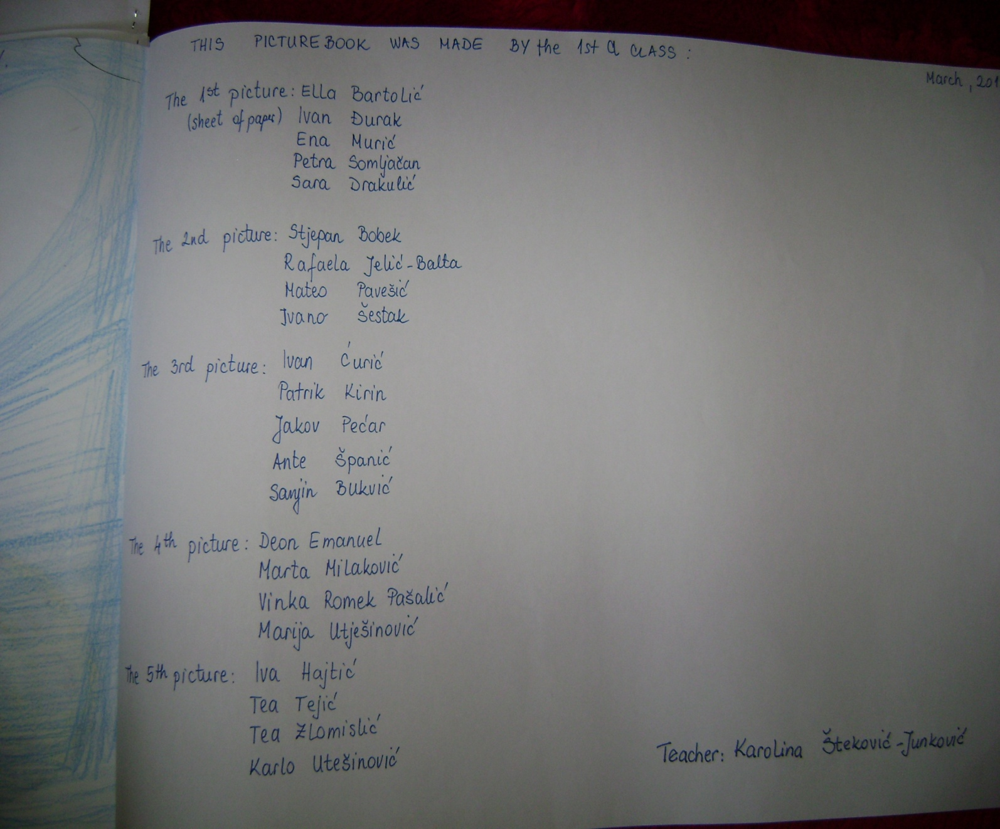 THIS PICTUREBOOK WAS MADE BY the 1st a CLASS:
March, 201
The 1st picture: Ella Bartolić
(sheet of paper) Ivan Đurak
Ena Murić
Petra Somljačan
Sara Drakulić
The 2nd picture: Stjepan Bobek
Rafaela Jelić-Balta
Mateo Pavešić
Ivano Šestak
The 3rd picture: Ivan Ćurić
Patrik Kirin
Jakov Pećar
Ante Španić
Sanjin Bukvić
The 4th picture: Deon Emanuel
Marta Milaković
Vinka Romek Pašalić
Marija Utješinović
The 5th picture: Iva Hajtić
Tea Tejić
Tea Zlomislić
Karlo Utešinović
Teacher: Karolina Šteković-Junković